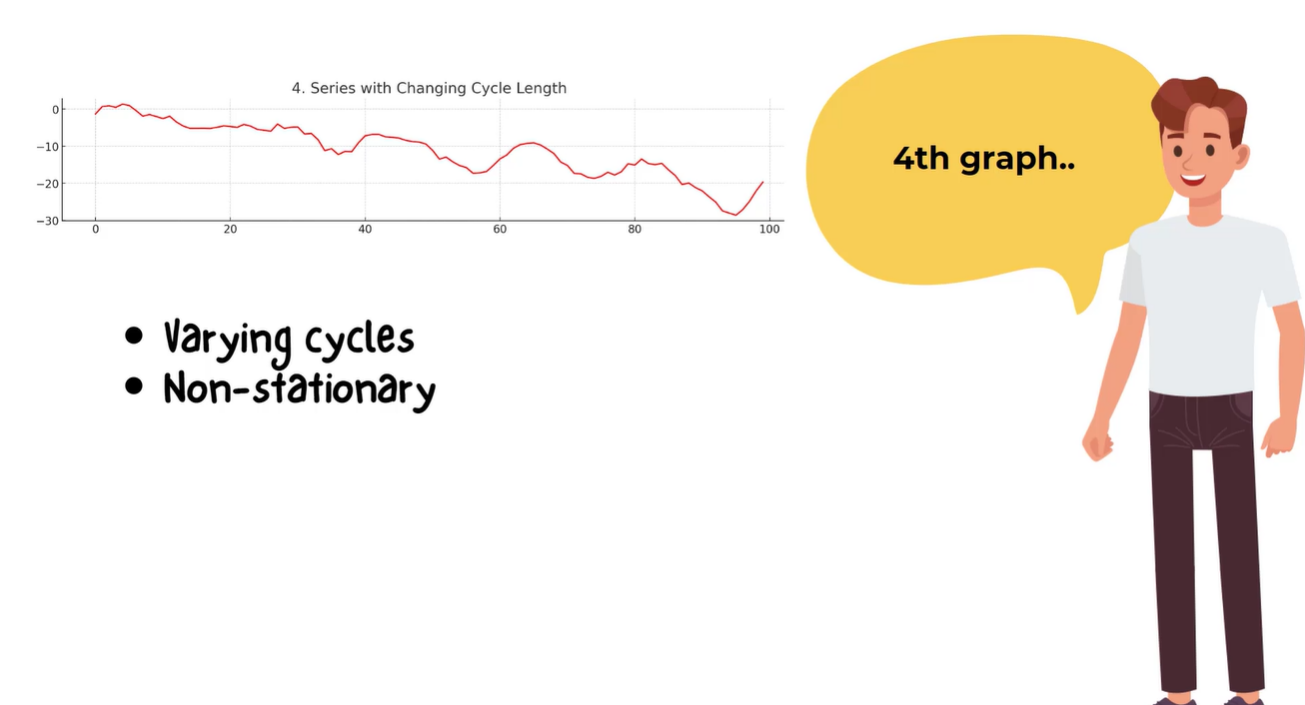 4. Series with Changing Cycle Length
0
−10
−20
−30
0 20 40 60 80 100
4th graph..
• Varying cycles
• Non-stationary